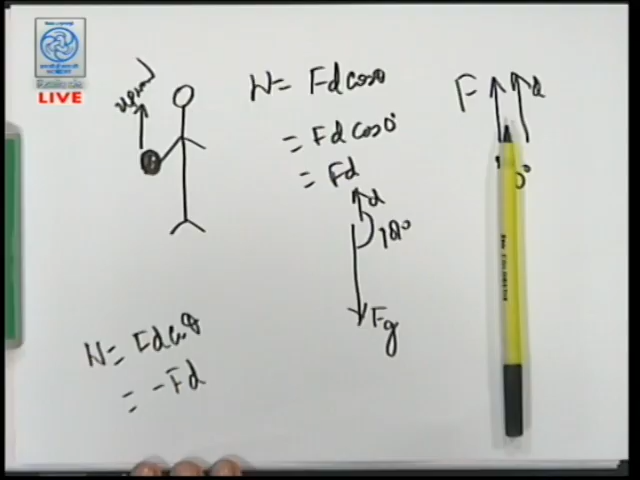 LIVE
upward
W = Fd cosθ
= Fd cos0°
= Fd
F
d
0°
d
180°
Fg
W = Fd cosθ
= -Fd